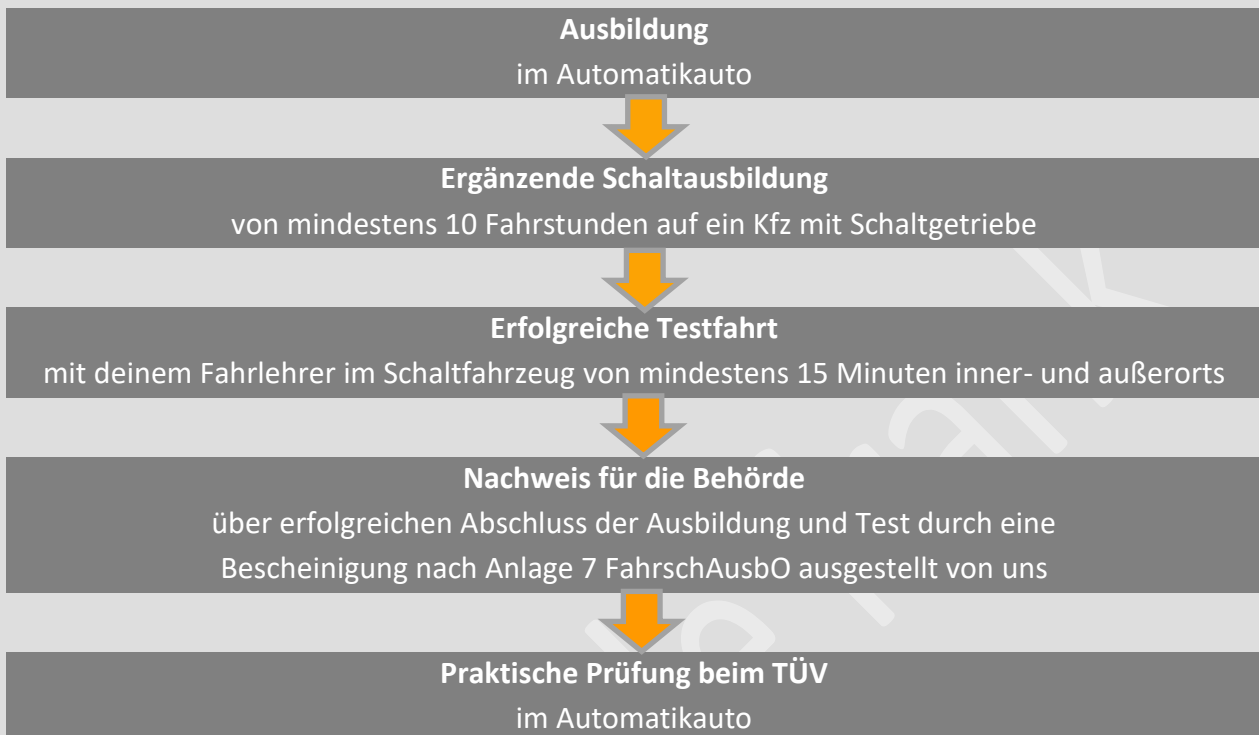 Ausbildung
im Automatikauto
Ergänzende Schaltausbildung
von mindestens 10 Fahrstunden auf ein Kfz mit Schaltgetriebe
Erfolgreiche Testfahrt
mit deinem Fahrlehrer im Schaltfahrzeug von mindestens 15 Minuten inner- und außerorts
Nachweis für die Behörde
über erfolgreichen Abschluss der Ausbildung und Test durch eine
Bescheinigung nach Anlage 7 FahrschAusbO ausgestellt von uns
Praktische Prüfung beim TÜV
im Automatikauto